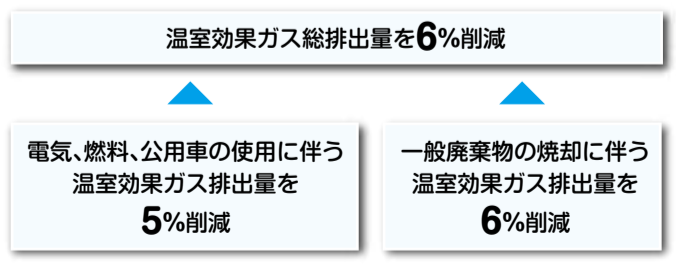 温室効果ガス総排出量を6%削減
電気、燃料、公用車の使用に伴う
温室効果ガス排出量を
5%削減
一般廃棄物の焼却に伴う
温室効果ガス排出量を
6%削減